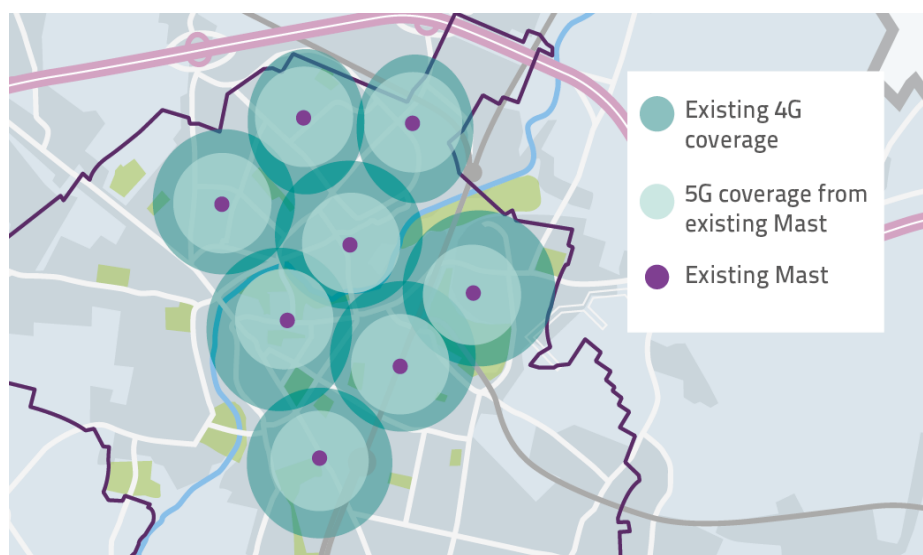 Existing 4G
coverage
5G coverage from
existing Mast
Existing Mast